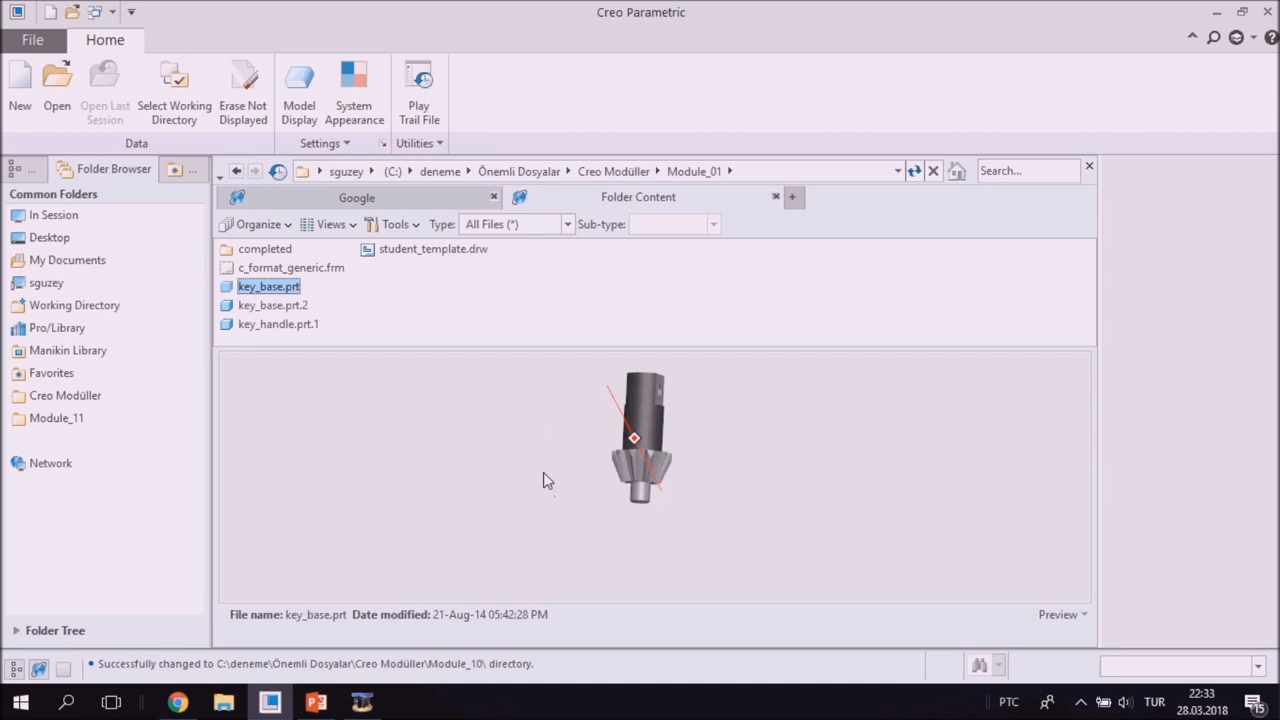 Creo Parametric
File
Home
New
Open
Open Last Session
Select Working Directory
Erase Not Displayed
Model Display
System Appearance
Play Trail File
Data
Settings
Utilities
...
Folder Browser
...
sguzey
(C:)
deneme
Önemli Dosyalar
Creo Modüller
Module_01
Search...
Common Folders
Google
Folder Content
+
In Session
Desktop
My Documents
sguzey
Working Directory
Pro/Library
Manikin Library
Favorites
Creo Modüller
Module_11
Network
Organize
Views
Tools
Type:
All Files (*)
Sub-type:
completed
student_template.drw
c_format_generic.frm
key_base.prt
key_base.prt.2
key_handle.prt.1
File name: key_base.prt Date modified: 21-Aug-14 05:42:28 PM
Preview
Folder Tree
• Successfully changed to C:\deneme\Önemli Dosyalar\Creo Modüller\Module_10\ directory.
PTC
TUR
22:33
28.03.2018
15